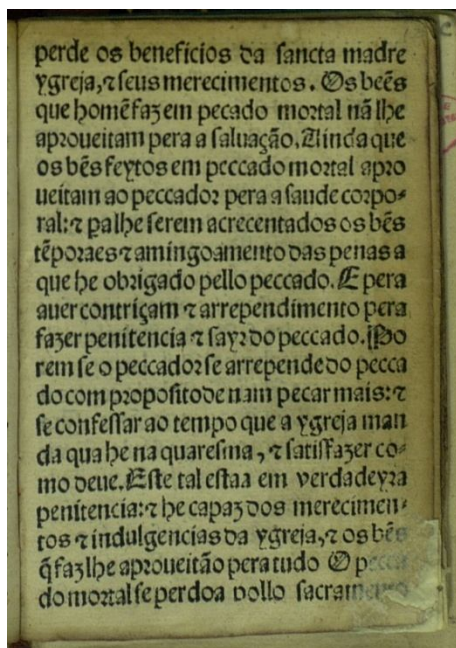 perde os beneficios da sancta madre
ygreja, ⁊ seus merecimentos. Os beẽs
que homẽ faz em pecado mortal nã lhe
aproueitam pera a saluação. Ainda que
os bẽs feytos em peccado mortal apro
ueitam ao peccador pera a saude corpo-
ral: ⁊ pa lhe serem acrecentados os bẽs
tẽporaes ⁊ amingoamento das penas a
que he obrigado pello peccado. E pera
auer contriçam ⁊ arrependimento pera
fazer penitencia ⁊ sayr do peccado. Po
rem se o peccador se arrepende do pecca
do com proposito de nam pecar mais: ⁊
se confessar ao tempo que a ygreja man
da qua he na quaresma, ⁊ satisfazer co-
mo deue. Este tal estaa em verdadeyra
penitencia: ⁊ he capaz dos merecimen-
tos ⁊ indulgencias da ygreja, ⁊ os bẽs
q̃ faz lhe aproueitão pera tudo O pecca
do mortal se perdoa pollo sacramento